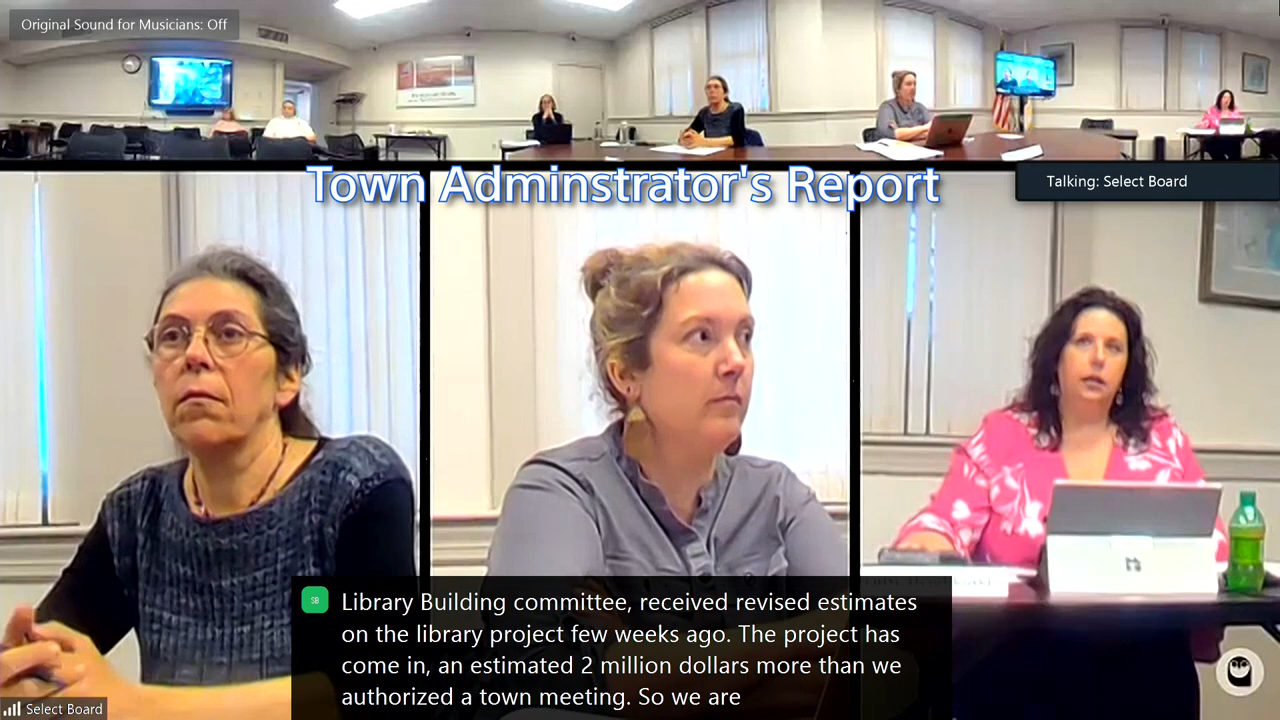 Original Sound for Musicians: Off
Town Adminstrator's Report
Talking: Select Board
SB
Library Building committee, received revised estimates
on the library project few weeks ago. The project has
come in, an estimated 2 million dollars more than we
authorized a town meeting. So we are
Select Board